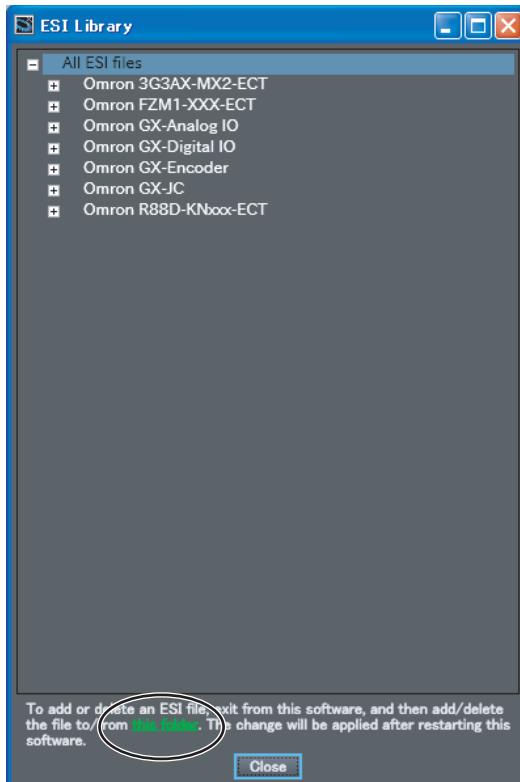 ESI Library
All ESI files
Omron 3G3AX-MX2-ECT
Omron FZM1-XXX-ECT
Omron GX-Analog IO
Omron GX-Digital IO
Omron GX-Encoder
Omron GX-JC
Omron R88D-KNxxx-ECT
To add or delete an ESI file, exit from this software, and then add/delete
the file to/from this folder. The change will be applied after restarting this
software.
Close